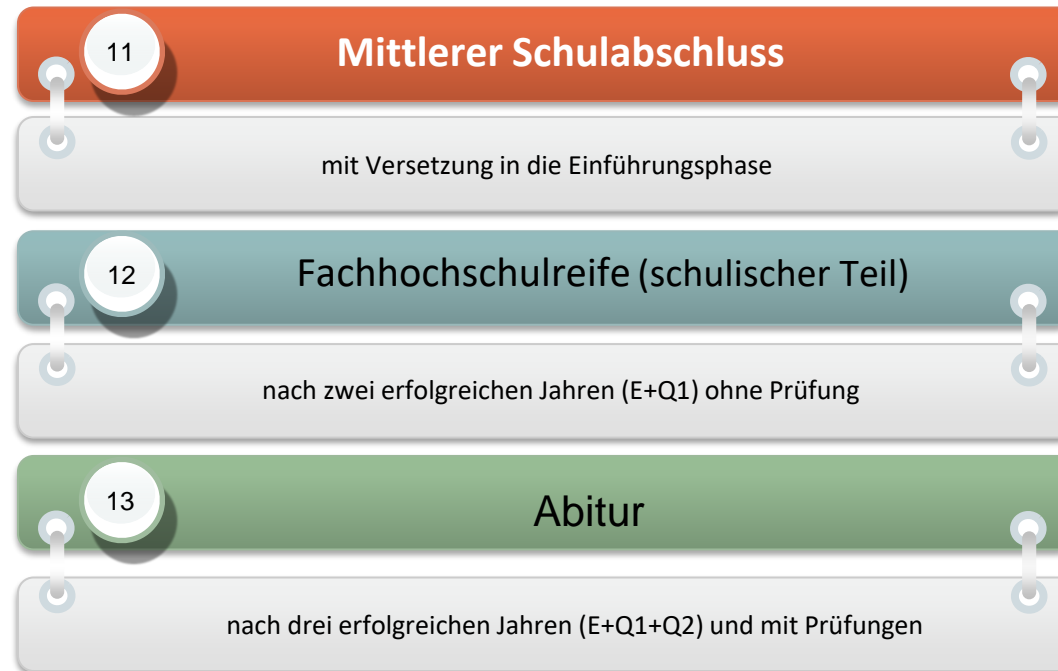 11
Mittlerer Schulabschluss
mit Versetzung in die Einführungsphase
12
Fachhochschulreife (schulischer Teil)
nach zwei erfolgreichen Jahren (E+Q1) ohne Prüfung
13
Abitur
nach drei erfolgreichen Jahren (E+Q1+Q2) und mit Prüfungen